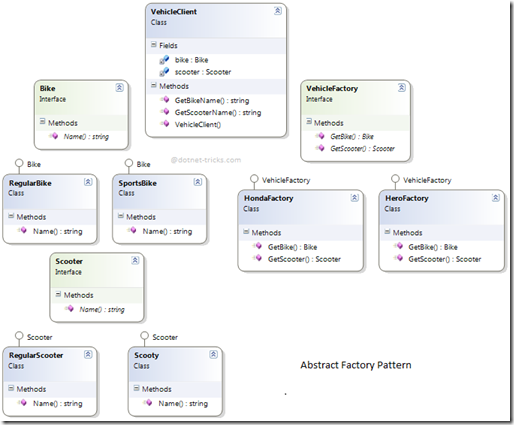 VehicleClient
Class
Fields
bike : Bike
scooter : Scooter
Methods
GetBikeName() : string
GetScooterName() : string
VehicleClient()
Bike
Interface
Methods
Name() : string
VehicleFactory
Interface
Methods
GetBike() : Bike
GetScooter() : Scooter
@dotnet-tricks.com
Bike
RegularBike
Class
Methods
Name() : string
Bike
SportsBike
Class
Methods
Name() : string
VehicleFactory
HondaFactory
Class
Methods
GetBike() : Bike
GetScooter() : Scooter
VehicleFactory
HeroFactory
Class
Methods
GetBike() : Bike
GetScooter() : Scooter
Scooter
Interface
Methods
Name() : string
Scooter
RegularScooter
Class
Methods
Name() : string
Scooter
Scooty
Class
Methods
Name() : string
Abstract Factory Pattern
.